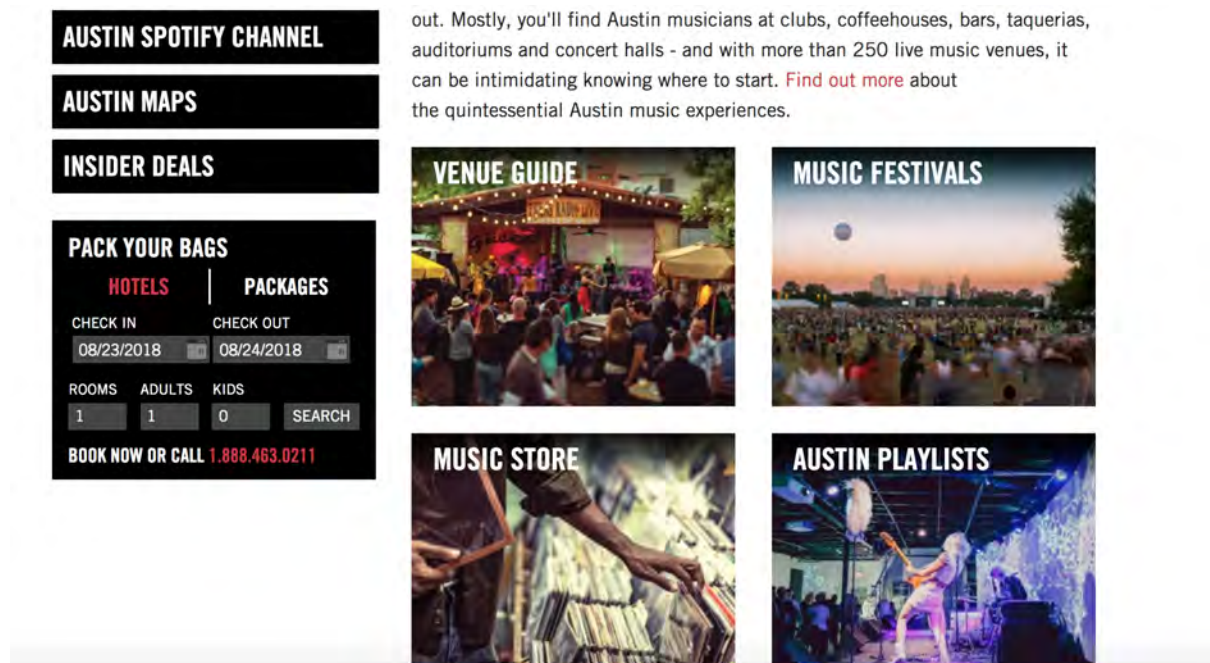 AUSTIN SPOTIFY CHANNEL
AUSTIN MAPS
INSIDER DEALS
PACK YOUR BAGS
HOTELS | PACKAGES
CHECK IN CHECK OUT
08/23/2018 08/24/2018
ROOMS ADULTS KIDS
1 1 0 SEARCH
BOOK NOW OR CALL 1.888.463.0211
out. Mostly, you'll find Austin musicians at clubs, coffeehouses, bars, taquerias,
auditoriums and concert halls - and with more than 250 live music venues, it
can be intimidating knowing where to start. Find out more about
the quintessential Austin music experiences.
VENUE GUIDE
MUSIC FESTIVALS
MUSIC STORE
AUSTIN PLAYLISTS